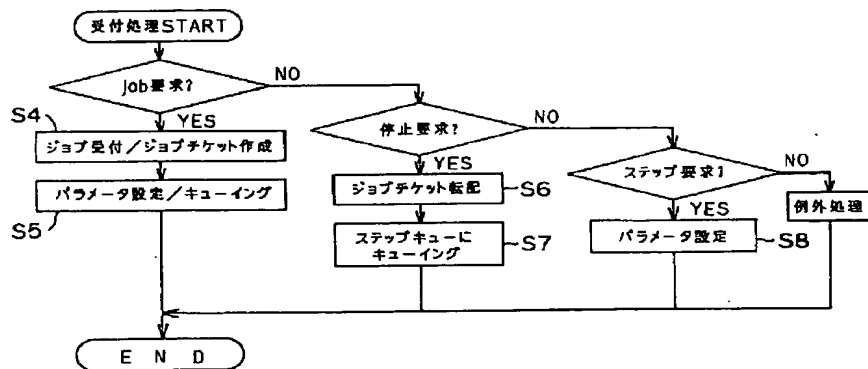 受付処理START
Job要求?
NO
S4
YES
ジョブ受付/ジョブチケット作成
停止要求?
NO
YES
パラメータ設定/キューイング
S5
ジョブチケット転配
S6
ステップ要求?
NO
YES
ステップキューに
キューイング
S7
パラメータ設定
S8
例外処理
END